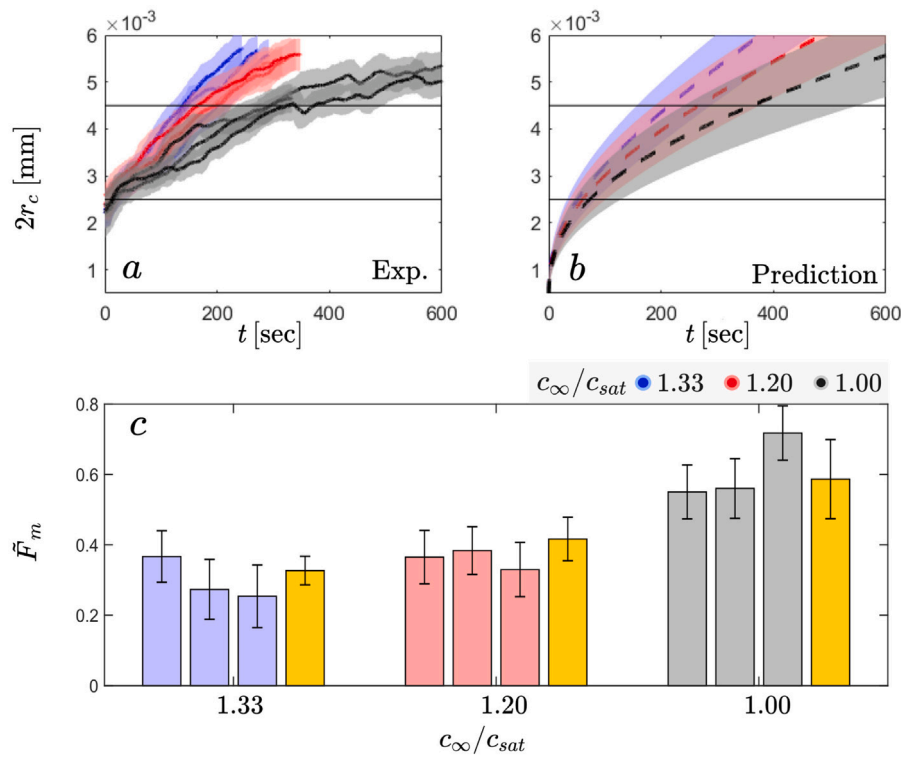 ×10⁻³
6
5
4
3
2
1
2r_c [mm]
a
Exp.
0 200 400 600
t [sec]
×10⁻³
6
5
4
3
2
1
b
Prediction
0 200 400 600
t [sec]
c_∞/c_sat 1.33 1.20 1.00
0.8
0.6
0.4
0.2
0
F̃_m
c
1.33 1.20 1.00
c_∞/c_sat